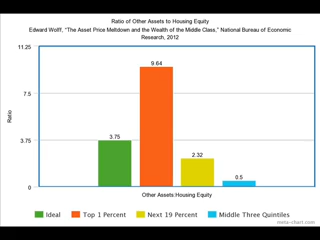 Ratio of Other Assets to Housing Equity
Edward Wolff, "The Asset Price Meltdown and the Wealth of the Middle Class," National Bureau of Economic
Research, 2012
11.25
7.5
3.75
0
Ratio
3.75
9.64
2.32
0.5
Other Assets:Housing Equity
Ideal
Top 1 Percent
Next 19 Percent
Middle Three Quintiles
meta-chart.com